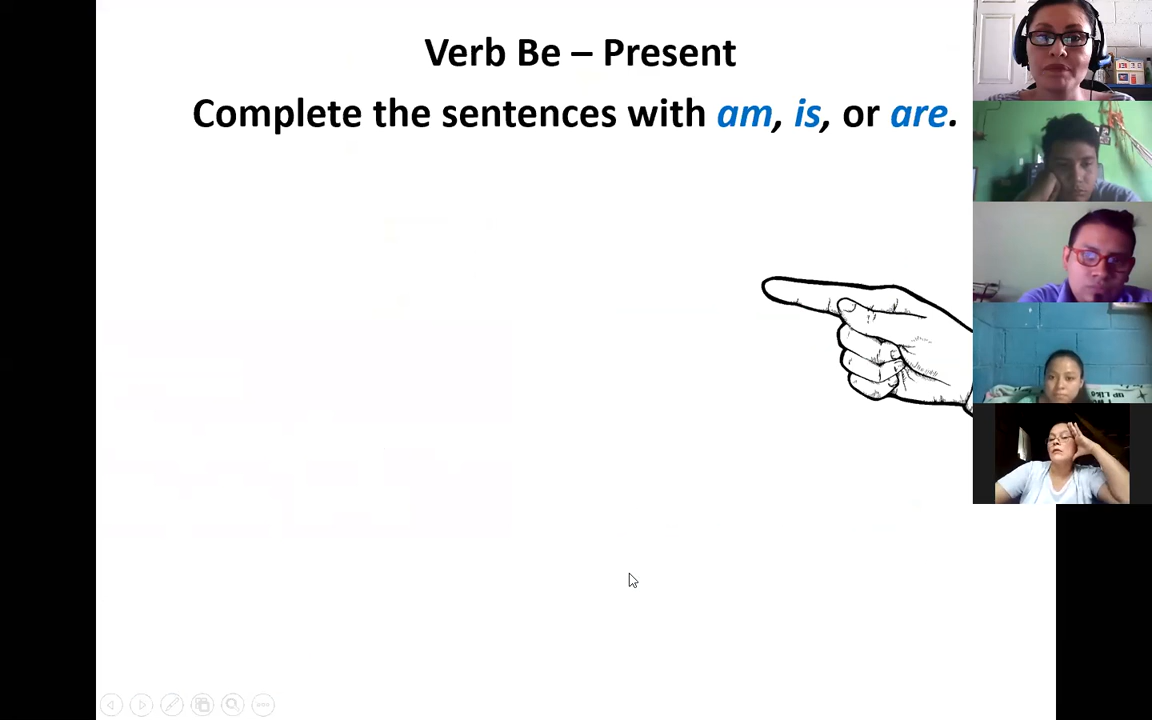 Verb Be – Present
Complete the sentences with am, is, or are.